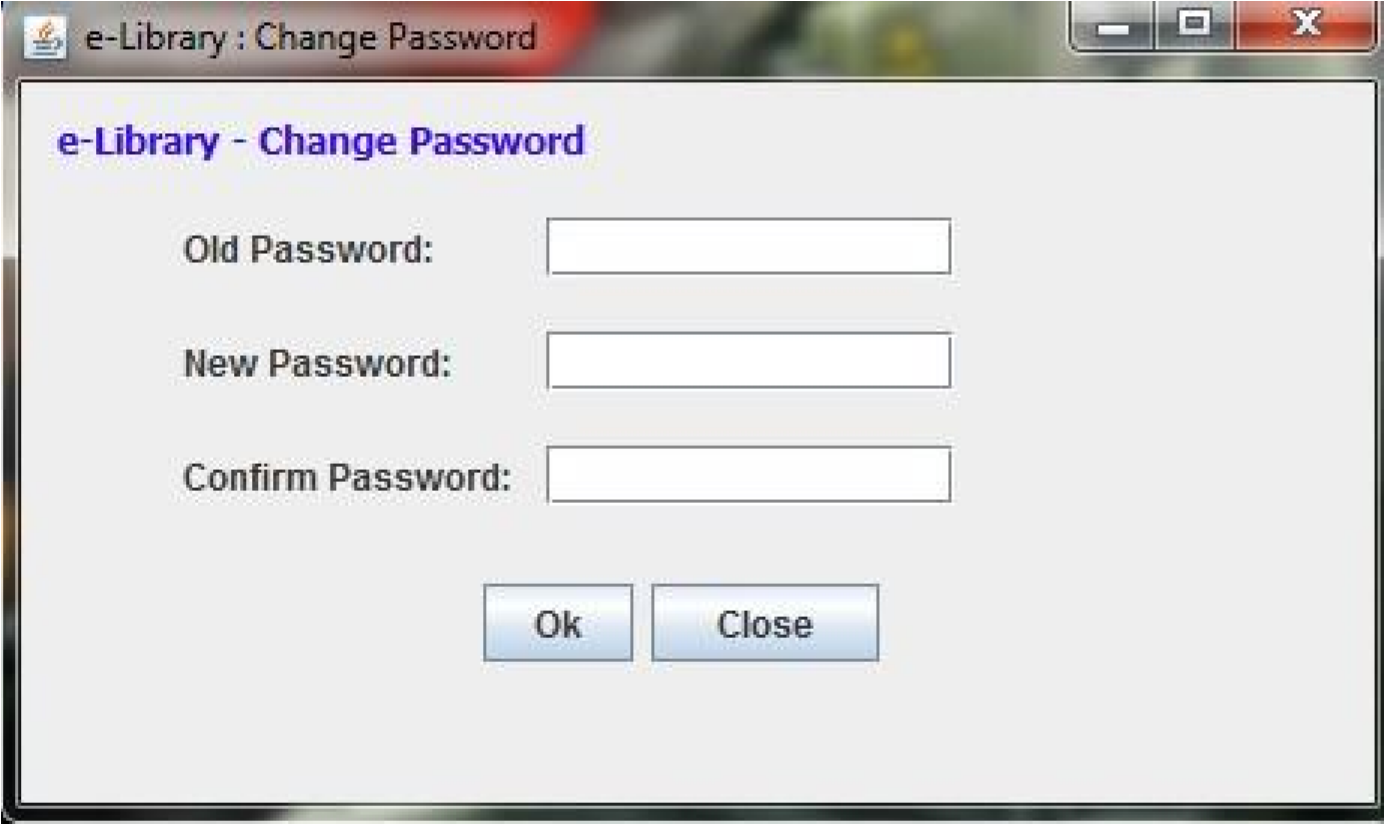 e-Library : Change Password
e-Library - Change Password
Old Password:
New Password:
Confirm Password:
Ok Close